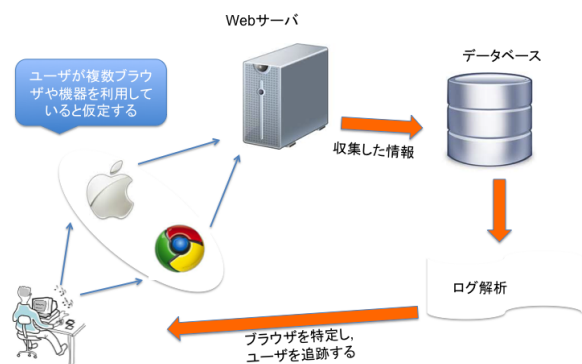 Webサーバ
データベース
ユーザが複数ブラウ
ザや機器を利用して
いると仮定する
収集した情報
ログ解析
ブラウザを特定し,
ユーザを追跡する